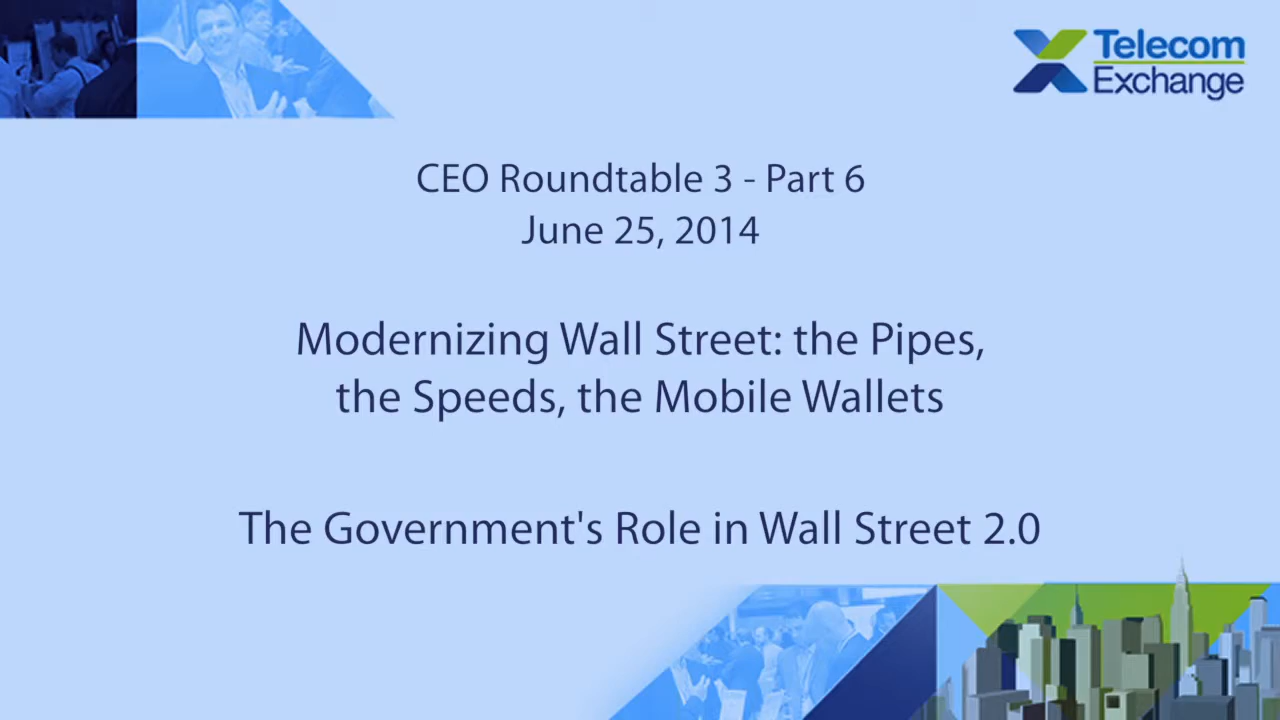 Telecom
Exchange
CEO Roundtable 3 - Part 6
June 25, 2014
Modernizing Wall Street: the Pipes,
the Speeds, the Mobile Wallets
The Government's Role in Wall Street 2.0